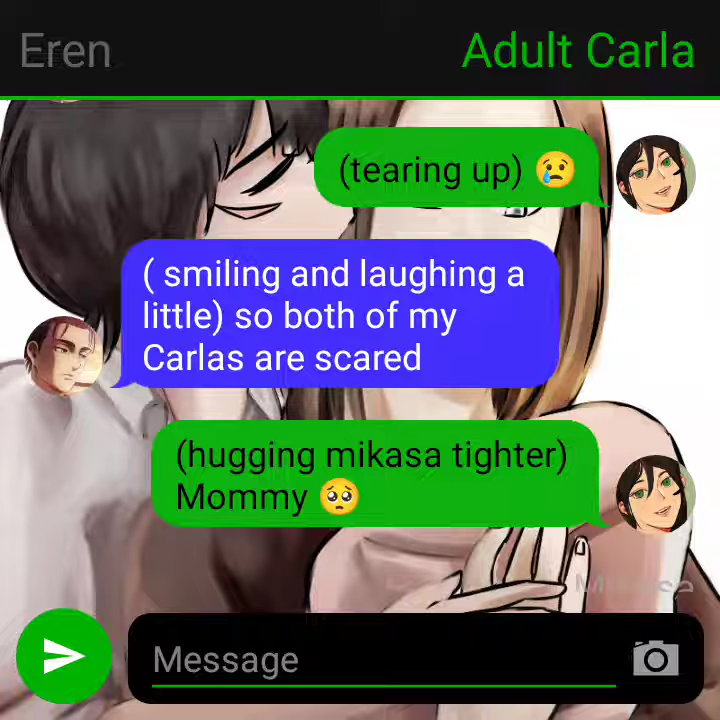 Eren
Adult Carla
(tearing up) 😢
( smiling and laughing a
little) so both of my
Carlas are scared
(hugging mikasa tighter)
Mommy 🥺
Message